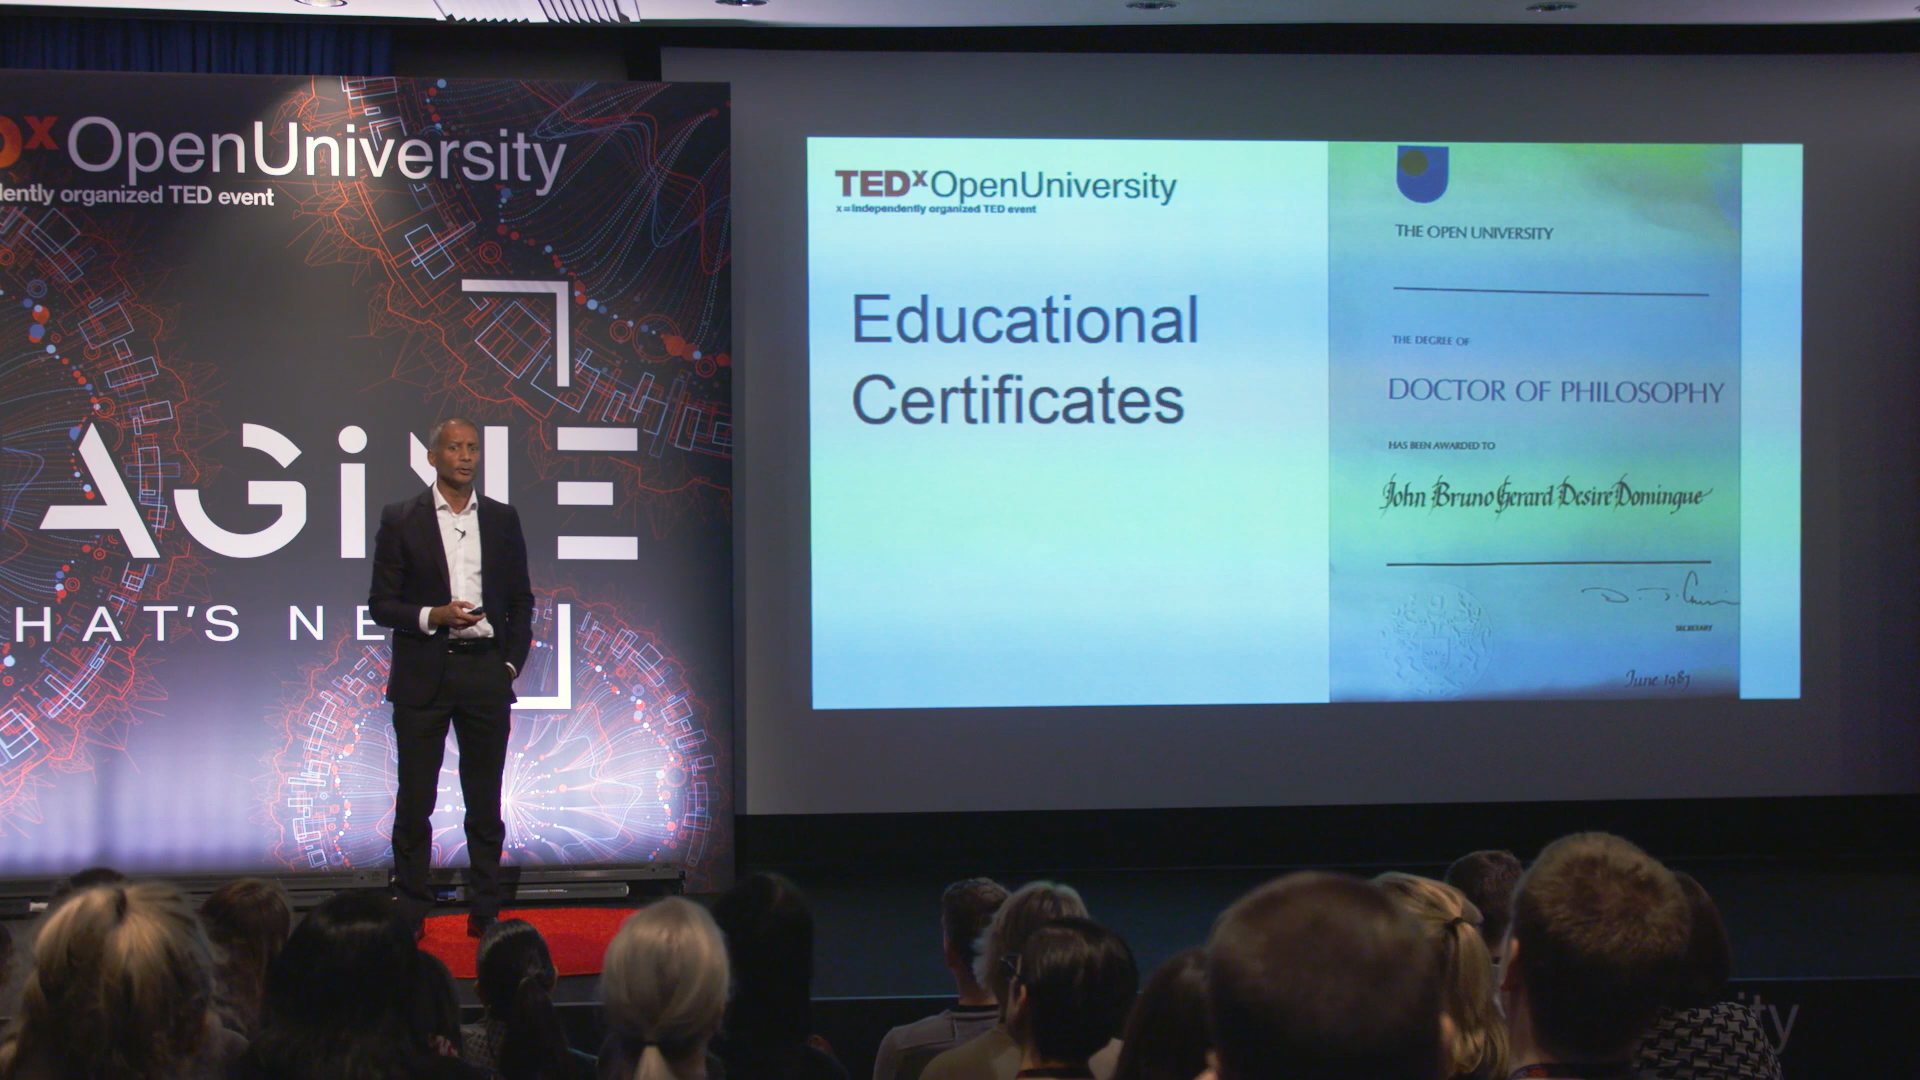 x OpenUniversity
organized TED event
AGiNE
HAT'S NE
TEDxOpenUniversity
x = independently organized TED event
Educational
Certificates
THE OPEN UNIVERSITY
THE DEGREE OF
DOCTOR OF PHILOSOPHY
HAS BEEN AWARDED TO
John Bruno Gerard Desire Domingue
SECRETARY
June 1987